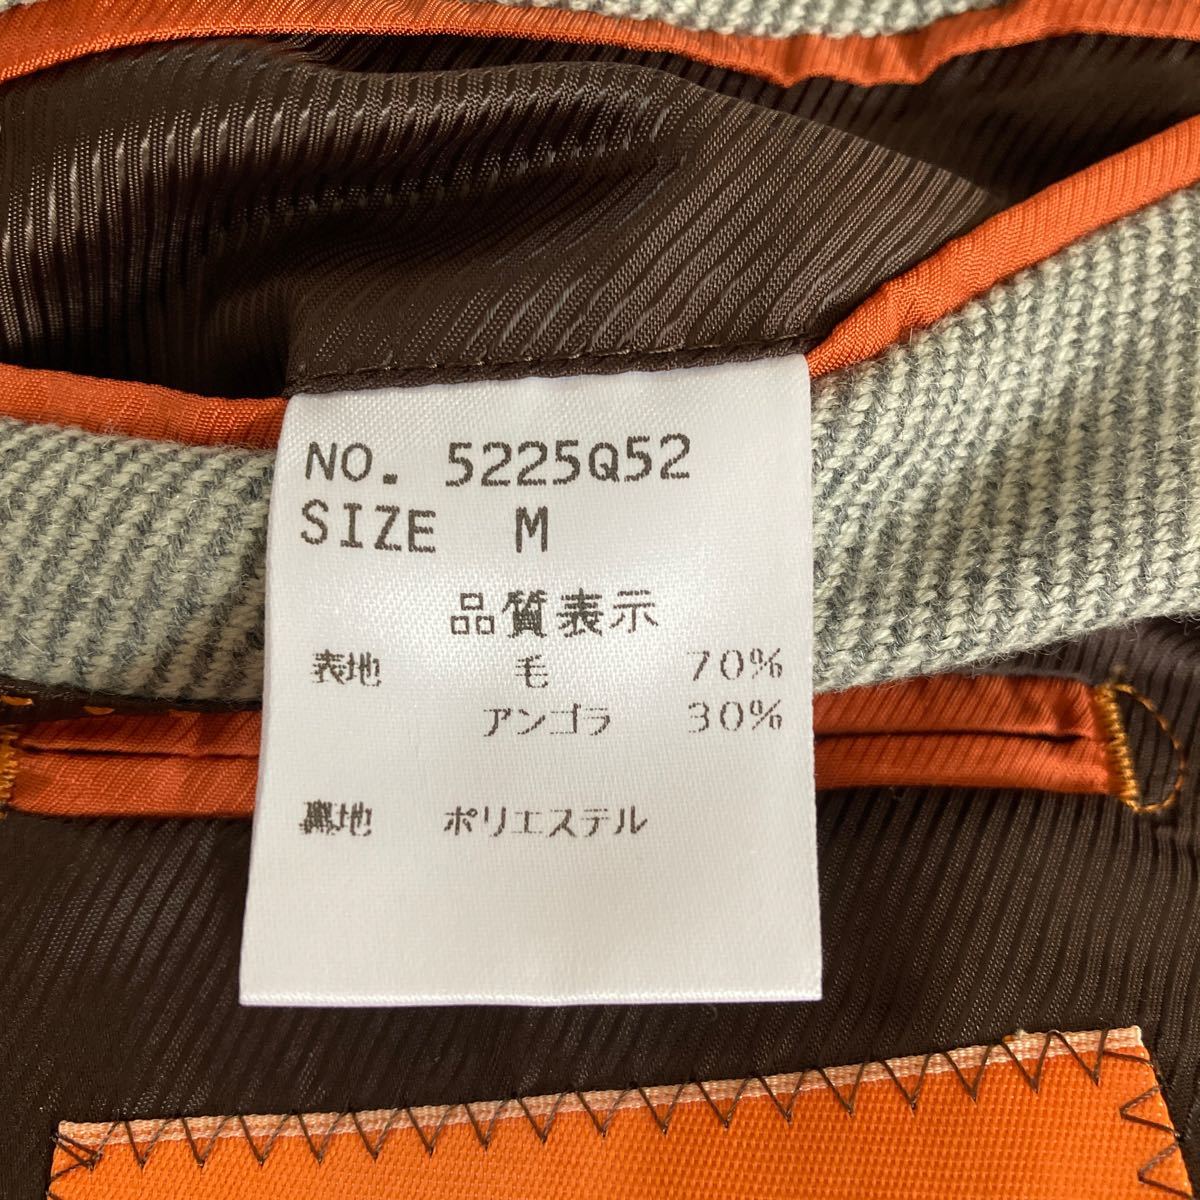 NO. 5225Q52
SIZE M
品質表示
表地 毛 70%
アンゴラ 30%
裏地 ポリエステル